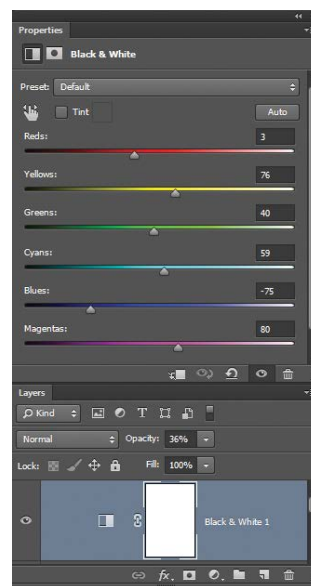 Properties
Black & White
Preset: Default
Tint Auto
Reds: 3
Yellows: 76
Greens: 40
Cyans: 59
Blues: -75
Magentas: 80
Layers
Kind T
Normal Opacity: 36%
Lock: Fill: 100%
Black & White 1
fx.